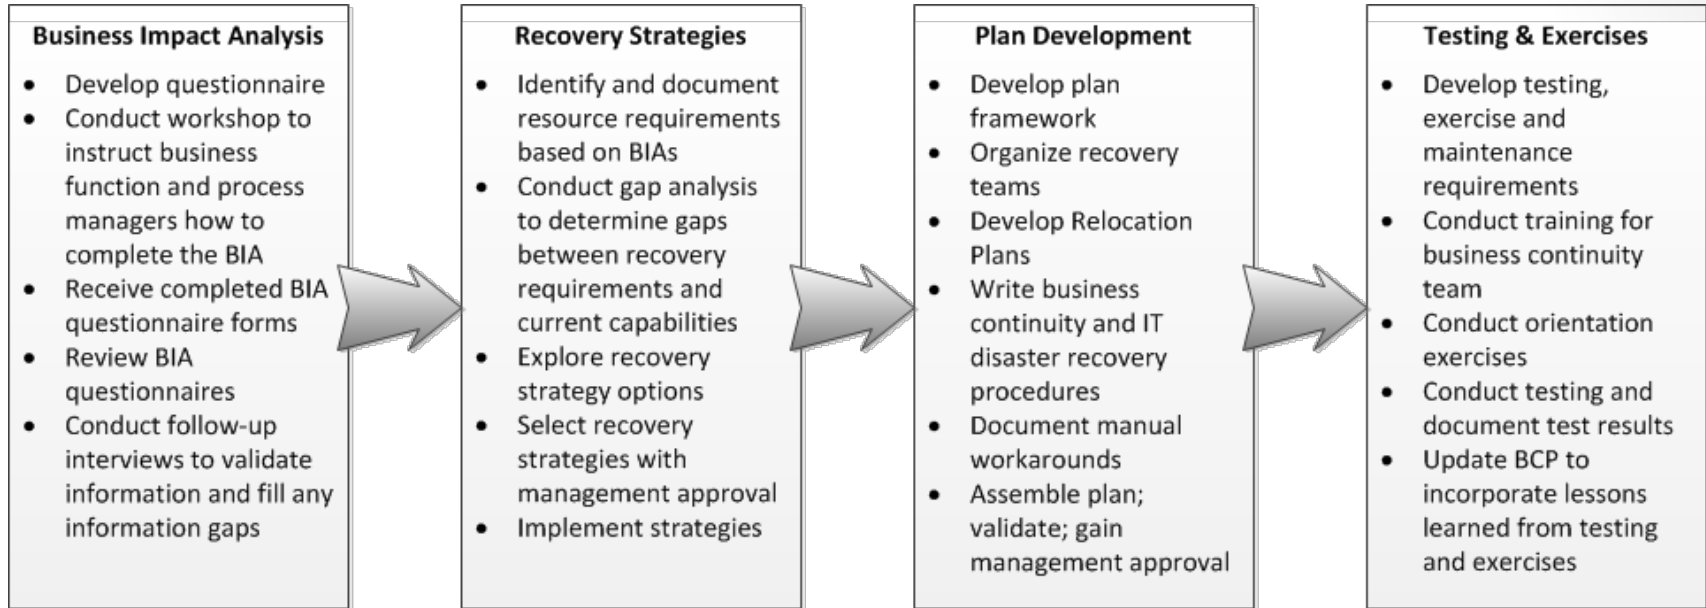 Business Impact Analysis
• Develop questionnaire
• Conduct workshop to
instruct business
function and process
managers how to
complete the BIA
• Receive completed BIA
questionnaire forms
• Review BIA
questionnaires
• Conduct follow-up
interviews to validate
information and fill any
information gaps
Recovery Strategies
• Identify and document
resource requirements
based on BIAs
• Conduct gap analysis
to determine gaps
between recovery
requirements and
current capabilities
• Explore recovery
strategy options
• Select recovery
strategies with
management approval
• Implement strategies
Plan Development
• Develop plan
framework
• Organize recovery
teams
• Develop Relocation
Plans
• Write business
continuity and IT
disaster recovery
procedures
• Document manual
workarounds
• Assemble plan;
validate; gain
management approval
Testing & Exercises
• Develop testing,
exercise and
maintenance
requirements
• Conduct training for
business continuity
team
• Conduct orientation
exercises
• Conduct testing and
document test results
• Update BCP to
incorporate lessons
learned from testing
and exercises